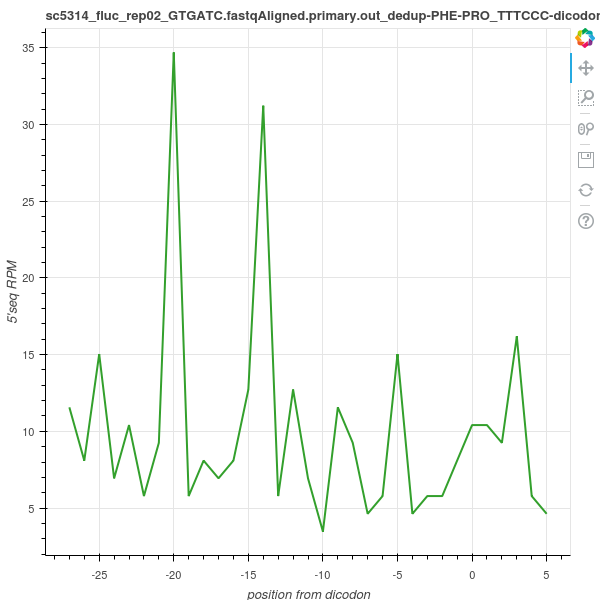 sc5314_fluc_rep02_GTGATC.fastqAligned.primary.out_dedup-PHE-PRO_TTTCCC-dicodon
35
30
25
20
15
10
5
5'seq RPM
-25 -20 -15 -10 -5 0 5
position from dicodon